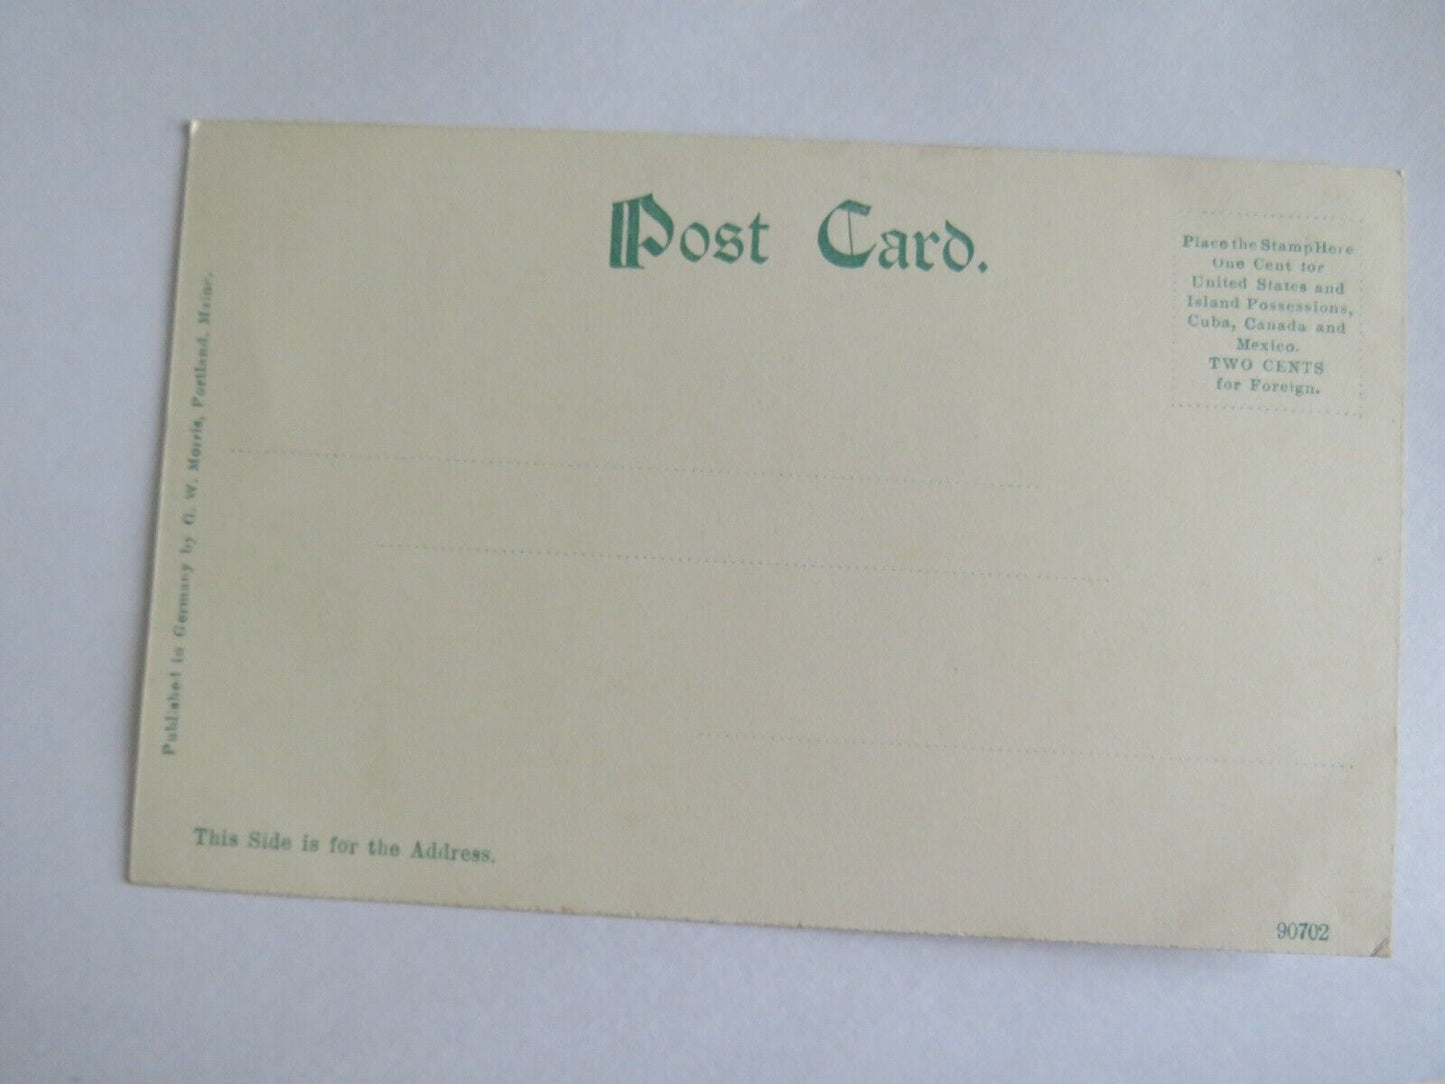 Post Card.
Place the Stamp Here
One Cent for
United States and
Island Possessions,
Cuba, Canada and
Mexico.
TWO CENTS
for Foreign.
Published in Germany by G. W. Morris, Portland, Maine.
This Side is for the Address.
90702